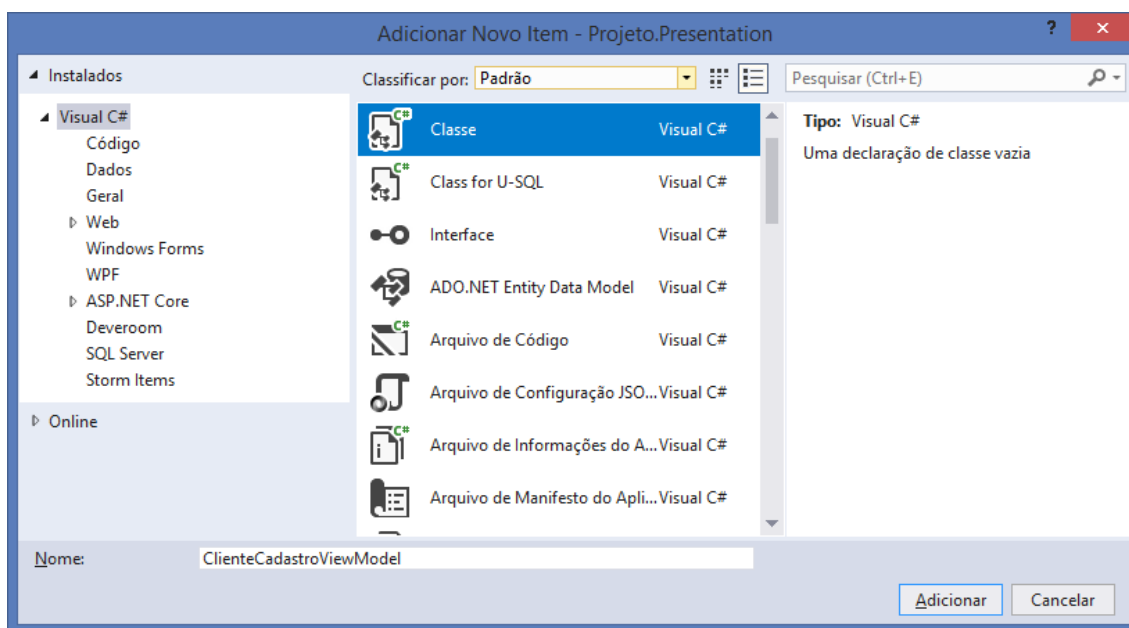 Adicionar Novo Item - Projeto.Presentation
?
Instalados
Classificar por: Padrão
Pesquisar (Ctrl+E)
Visual C#
Código
Dados
Geral
Web
Windows Forms
WPF
ASP.NET Core
Deveroom
SQL Server
Storm Items
Online
C# Classe Visual C#
C# Class for U-SQL Visual C#
Interface Visual C#
ADO.NET Entity Data Model Visual C#
C# Arquivo de Código Visual C#
Arquivo de Configuração JSO... Visual C#
C# Arquivo de Informações do A... Visual C#
Arquivo de Manifesto do Apli... Visual C#
Tipo: Visual C#
Uma declaração de classe vazia
Nome: ClienteCadastroViewModel
Adicionar Cancelar